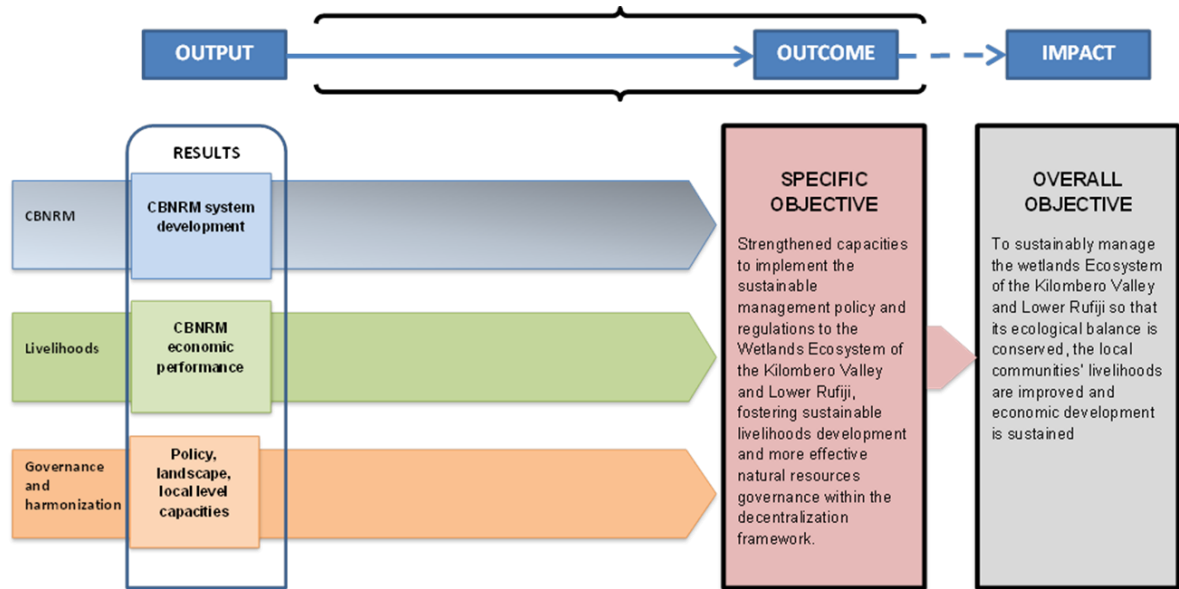 OUTPUT
OUTCOME
IMPACT
RESULTS
CBNRM
CBNRM system
development
Livelihoods
CBNRM
economic
performance
Governance
and
harmonization
Policy,
landscape,
local level
capacities
SPECIFIC
OBJECTIVE
Strengthened capacities
to implement the
sustainable
management policy and
regulations to the
Wetlands Ecosystem of
the Kilombero Valley
and Lower Rufiji,
fostering sustainable
livelihoods development
and more effective
natural resources
governance within the
decentralization
framework.
OVERALL
OBJECTIVE
To sustainably manage
the wetlands Ecosystem
of the Kilombero Valley
and Lower Rufiji so that
its ecological balance is
conserved, the local
communities' livelihoods
are improved and
economic development
is sustained